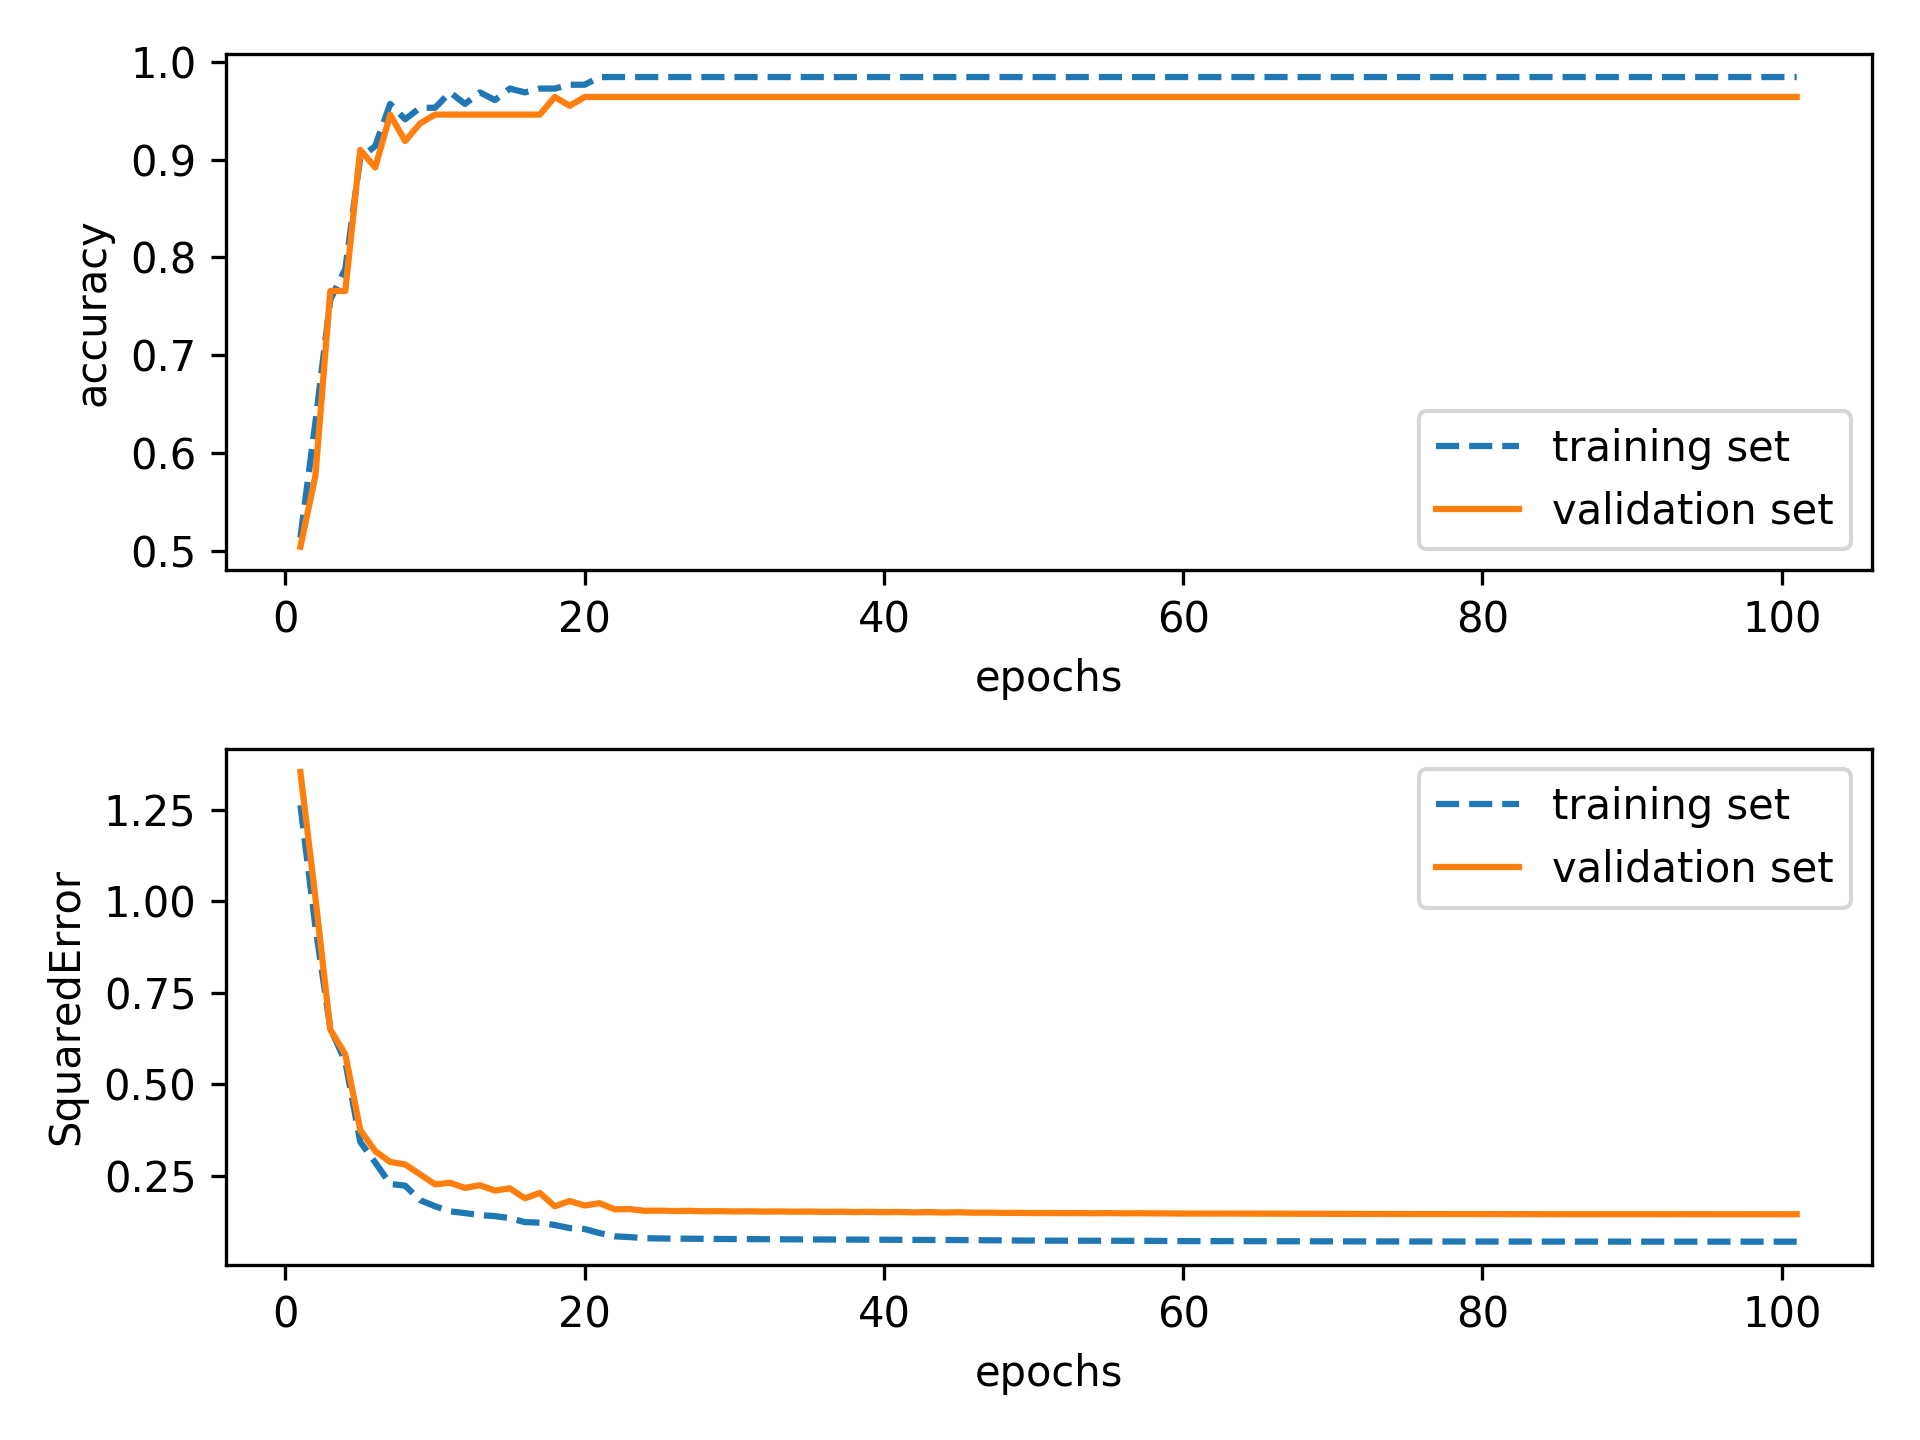 accuracy
1.0
0.9
0.8
0.7
0.6
0.5
training set
validation set
0 20 40 60 80 100
epochs
SquaredError
1.25
1.00
0.75
0.50
0.25
training set
validation set
0 20 40 60 80 100
epochs